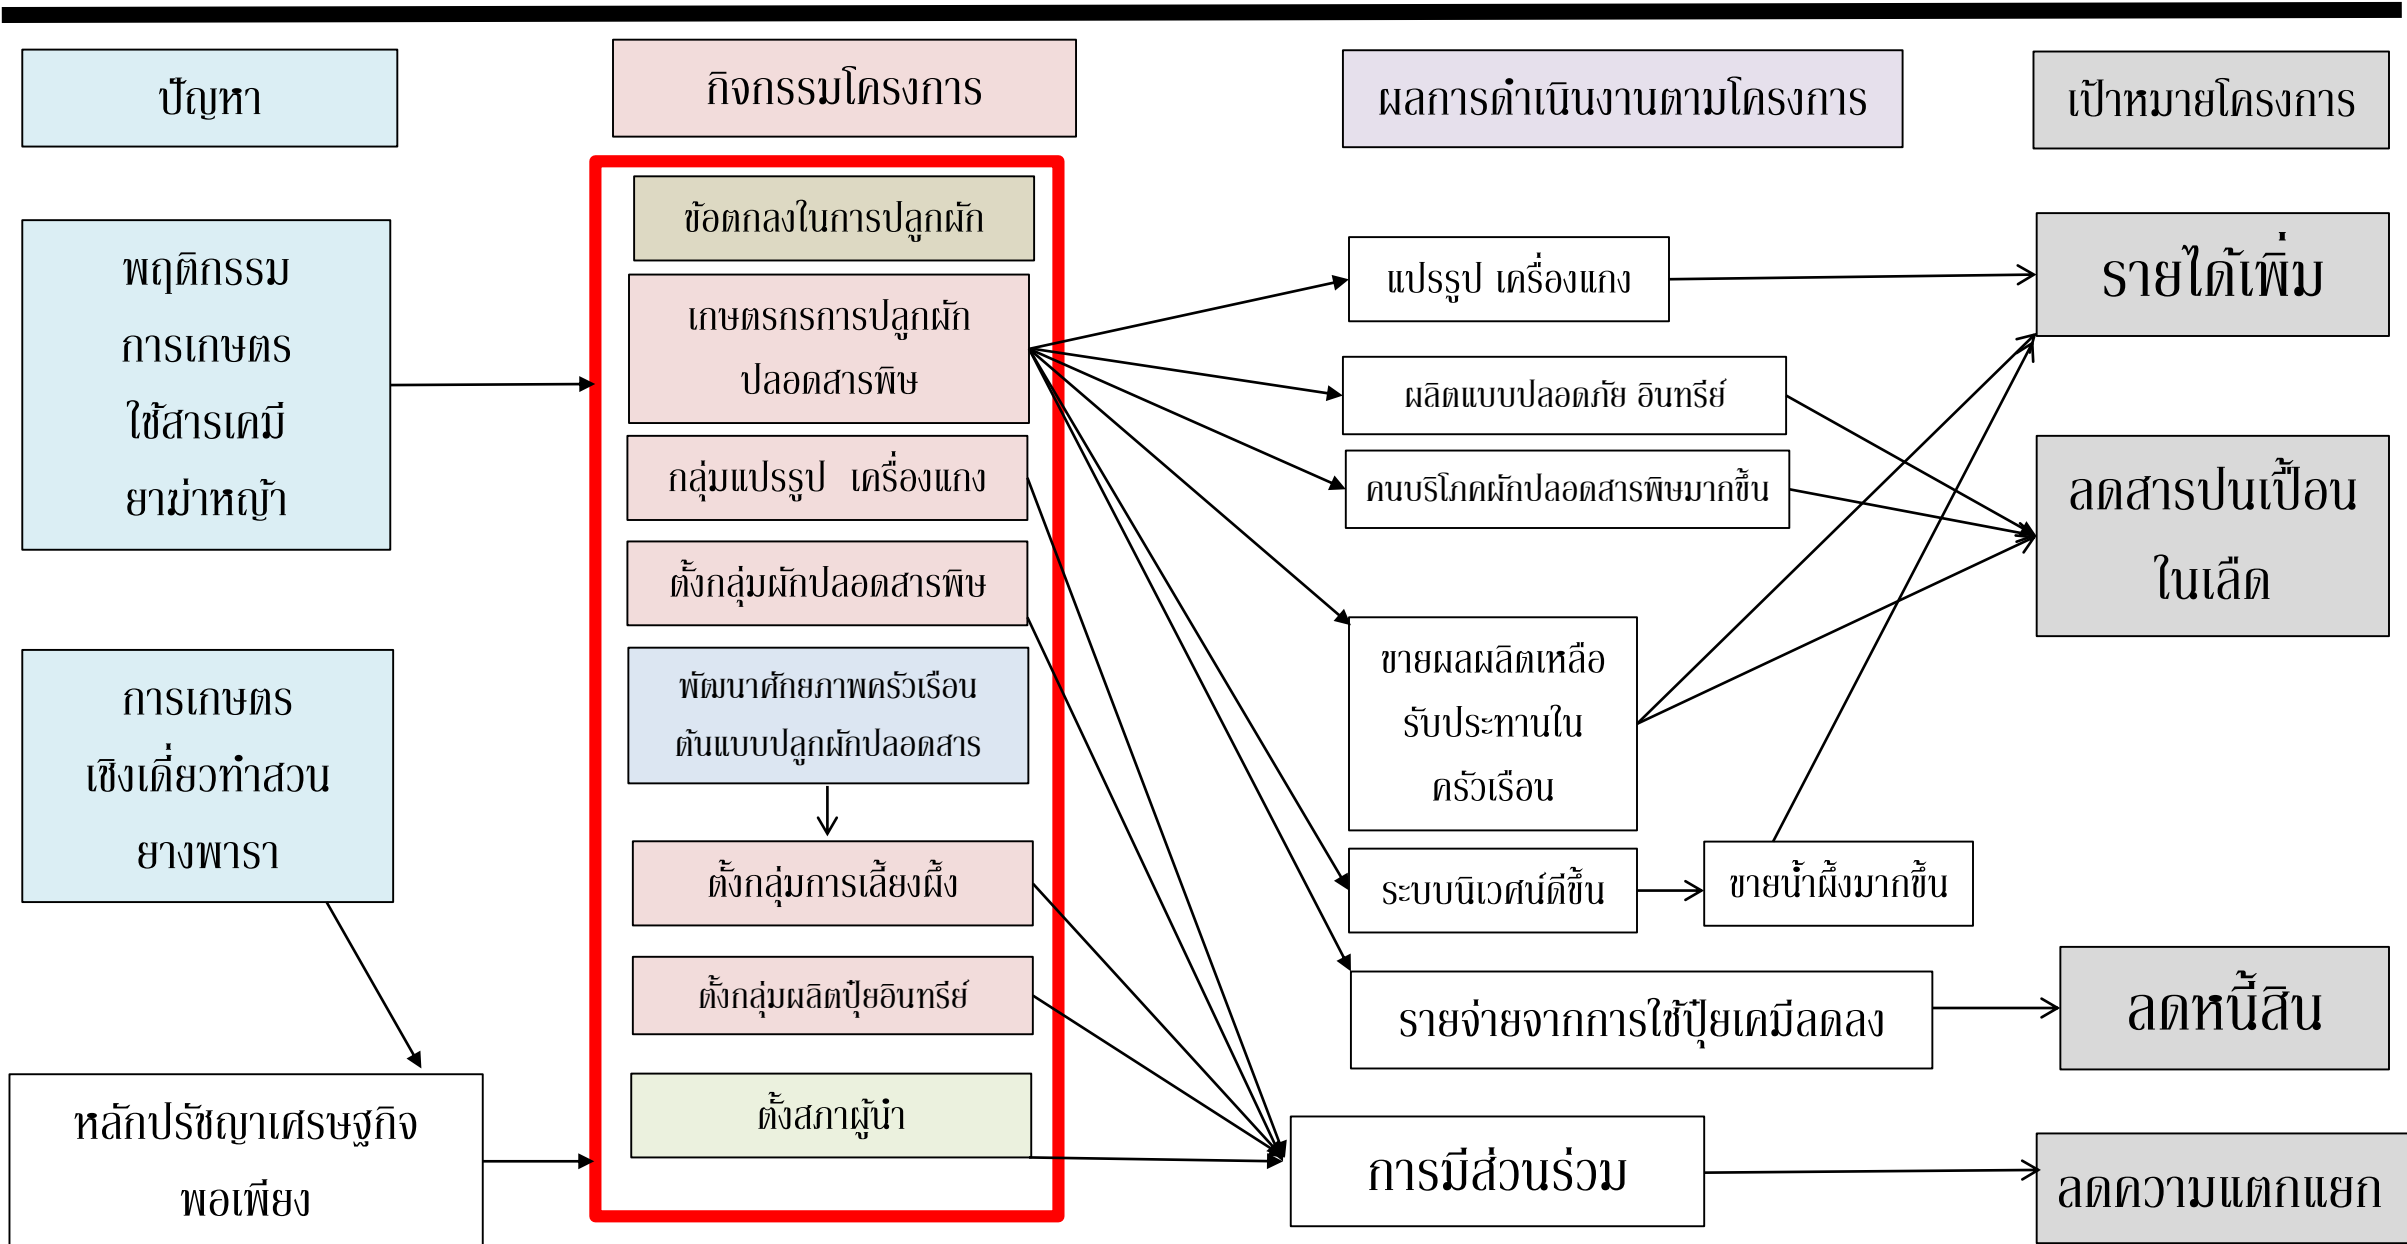 ปัญหา
กิจกรรมโครงการ
ผลการดำเนินงานตามโครงการ
เป้าหมายโครงการ
พฤติกรรม
การเกษตร
ใช้สารเคมี
ยาฆ่าหญ้า
การเกษตร
เชิงเดี่ยวทำสวน
ยางพารา
หลักปรัชญาเศรษฐกิจ
พอเพียง
ข้อตกลงในการปลูกผัก
เกษตรกรการปลูกผัก
ปลอดสารพิษ
กลุ่มแปรรูป เครื่องแกง
ตั้งกลุ่มผักปลอดสารพิษ
พัฒนาศักยภาพครัวเรือน
ต้นแบบปลูกผักปลอดสาร
ตั้งกลุ่มการเลี้ยงผึ้ง
ตั้งกลุ่มผลิตปุ๋ยอินทรีย์
ตั้งสภาผู้นำ
แปรรูป เครื่องแกง
ผลิตแบบปลอดภัย อินทรีย์
คนบริโภคผักปลอดสารพิษมากขึ้น
ขายผลผลิตเหลือ
รับประทานใน
ครัวเรือน
ระบบนิเวศน์ดีขึ้น
ขายน้ำผึ้งมากขึ้น
รายจ่ายจากการใช้ปุ๋ยเคมีลดลง
การมีส่วนร่วม
รายได้เพิ่ม
ลดสารปนเปื้อน
ในเลืด
ลดหนี้สิน
ลดความแตกแยก